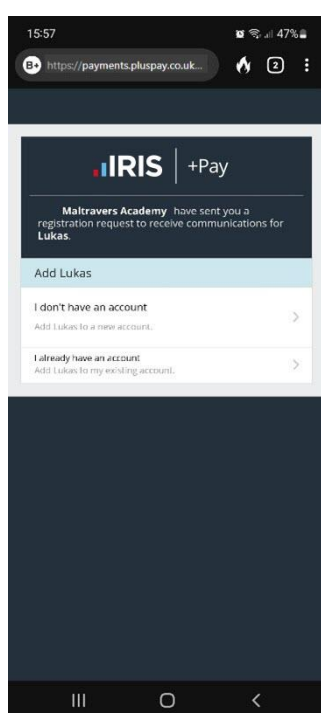 15:57
47%
B+ https://payments.pluspay.co.uk... 2
IRIS +Pay
Maltravers Academy have sent you a
registration request to receive communications for
Lukas.
Add Lukas
I don't have an account
Add Lukas to a new account.
I already have an account
Add Lukas to my existing account.